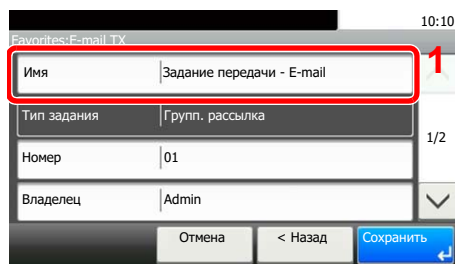 10:10
Favorites:E-mail TX
1
Имя Задание передачи - E-mail
Тип задания Групп. рассылка
1/2
Номер 01
Владелец Admin
Отмена < Назад Сохранить